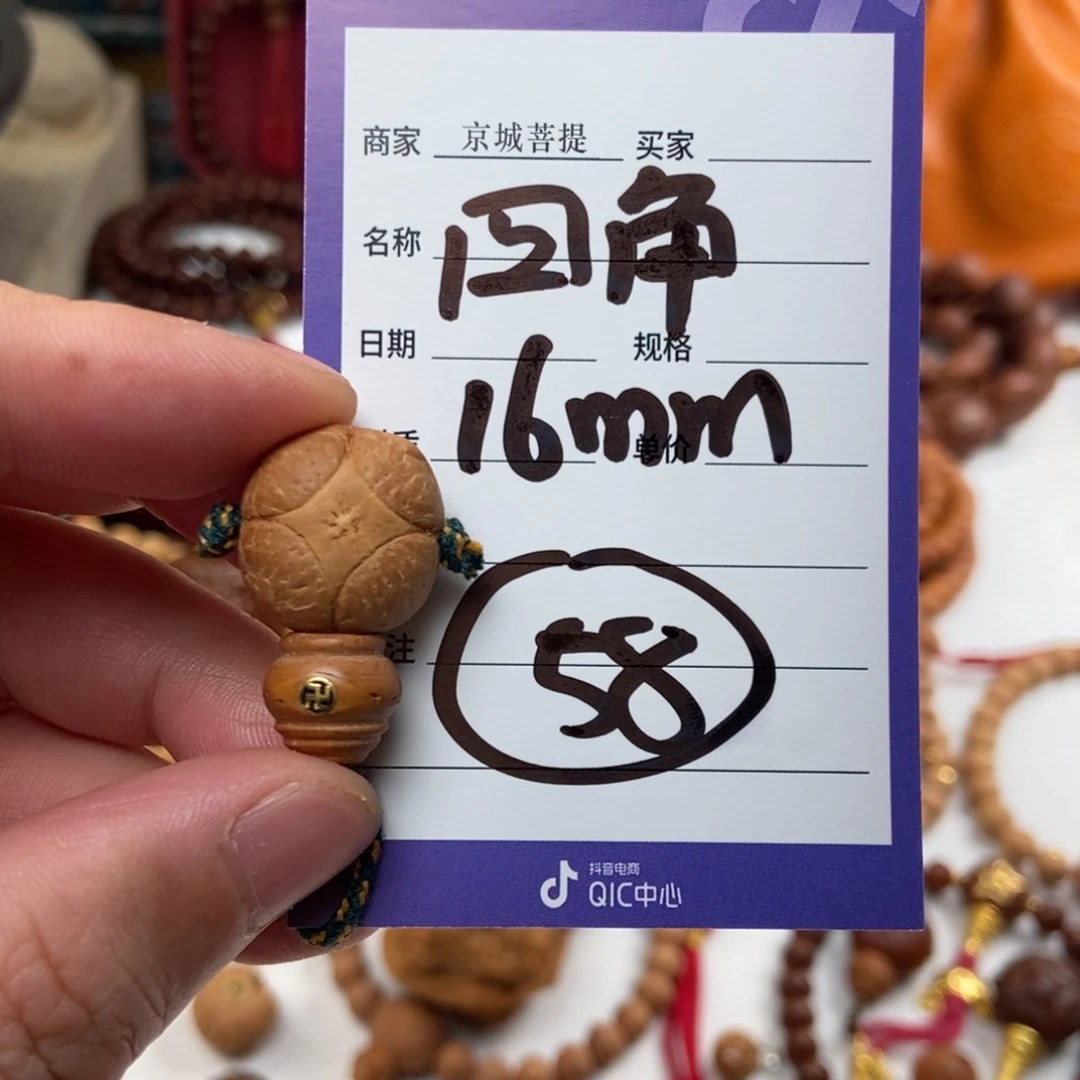 商家 京城菩提 买家
名称 四角
日期 规格
16mm 单价
58
注
抖音电商
QIC中心